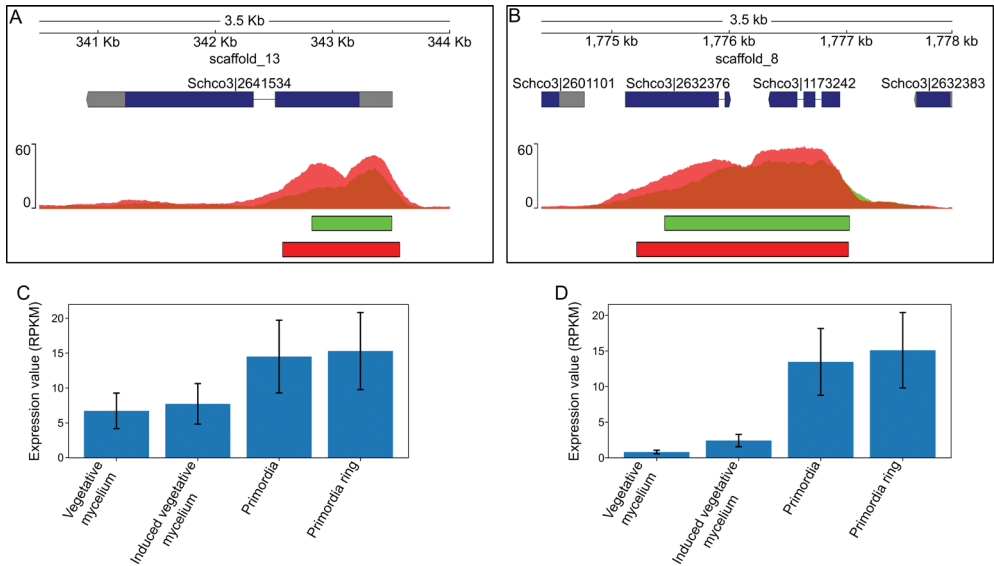 A
3.5 Kb
341 Kb 342 Kb 343 Kb 344 Kb
scaffold_13
Schco3|2641534
60
0
B
3.5 kb
1,775 kb 1,776 kb 1,777 kb 1,778 kb
scaffold_8
Schco3|2601101 Schco3|2632376 Schco3|1173242 Schco3|2632383
60
0
C
Expression value (RPKM)
20
15
10
5
0
Vegetative
mycelium
Induced vegetative
mycelium
Primordia
Primordia ring
D
Expression value (RPKM)
20
15
10
5
0
Vegetative
mycelium
Induced vegetative
mycelium
Primordia
Primordia ring